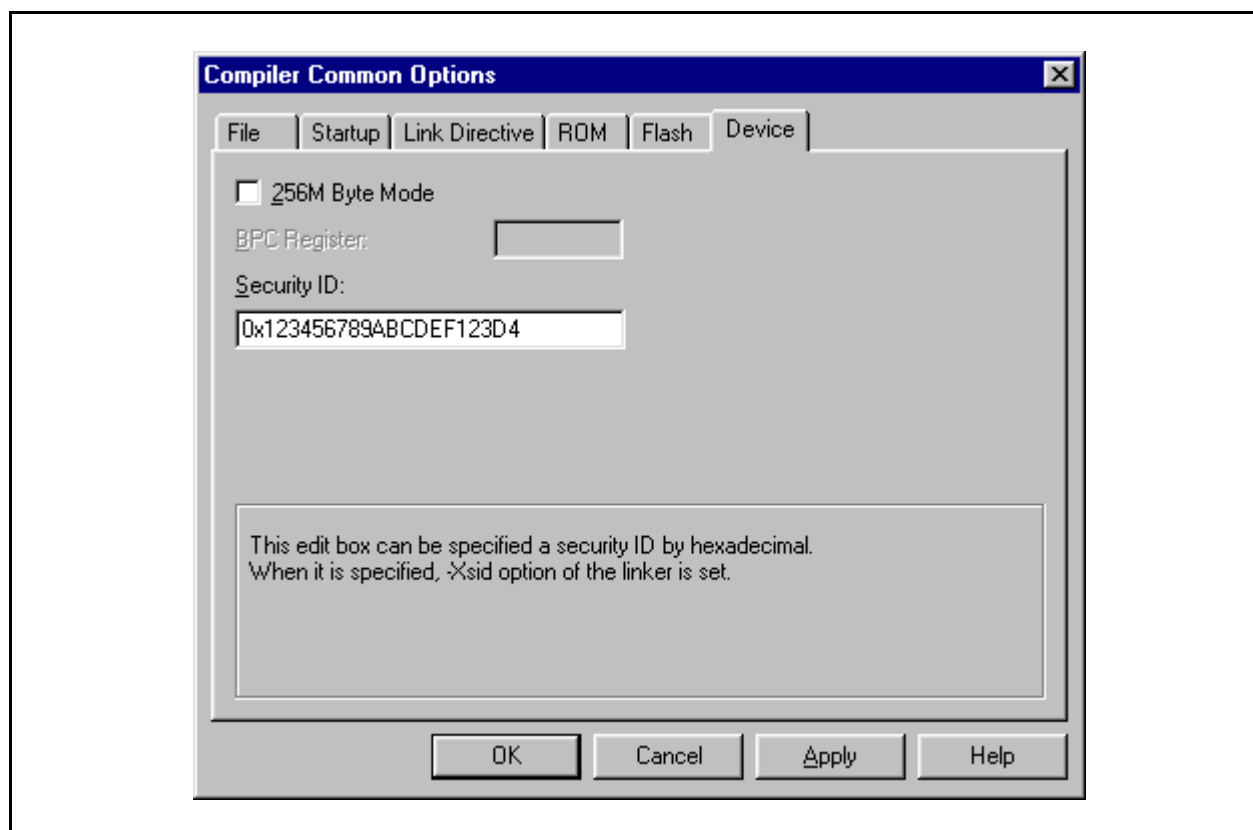 Compiler Common Options
File Startup Link Directive ROM Flash Device
256M Byte Mode
BPC Register:
Security ID:
0x123456789ABCDEF123D4
This edit box can be specified a security ID by hexadecimal.
When it is specified, -Xsid option of the linker is set.
OK Cancel Apply Help